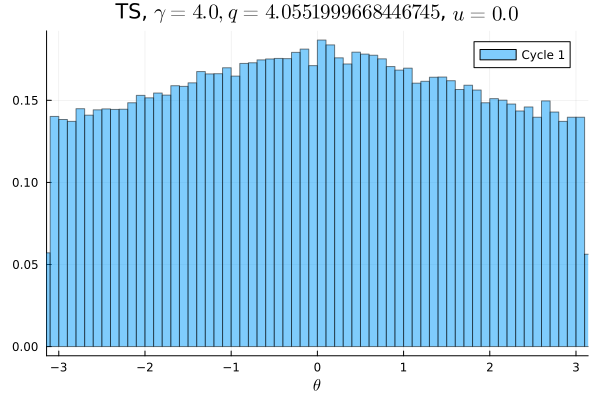 TS, γ = 4.0, q = 4.0551999668446745, u = 0.0
Cycle 1
0.15
0.10
0.05
0.00
−3 −2 −1 0 1 2 3
θ